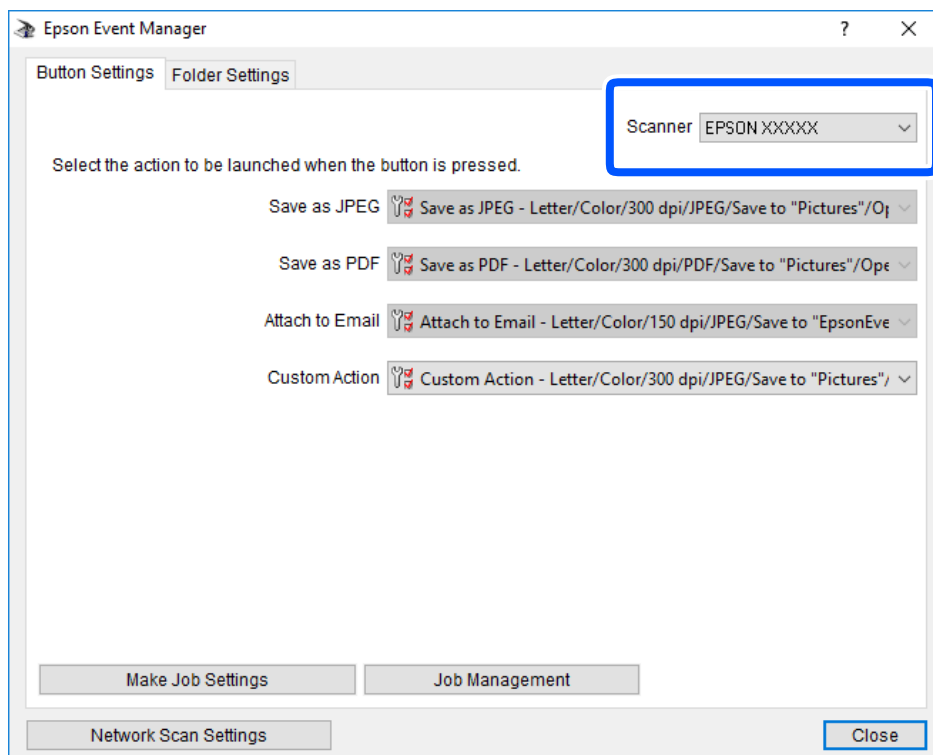 Epson Event Manager
Button Settings Folder Settings
Scanner EPSON XXXXX
Select the action to be launched when the button is pressed.
Save as JPEG Save as JPEG - Letter/Color/300 dpi/JPEG/Save to "Pictures"/Op
Save as PDF Save as PDF - Letter/Color/300 dpi/PDF/Save to "Pictures"/Ope
Attach to Email Attach to Email - Letter/Color/150 dpi/JPEG/Save to "EpsonEve
Custom Action Custom Action - Letter/Color/300 dpi/JPEG/Save to "Pictures"/
Make Job Settings Job Management
Network Scan Settings Close